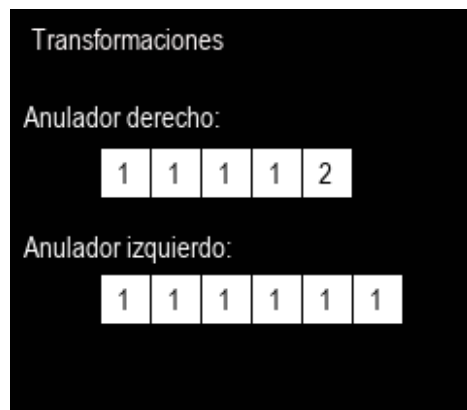 Transformaciones
Anulador derecho:
1 1 1 1 2
Anulador izquierdo:
1 1 1 1 1 1